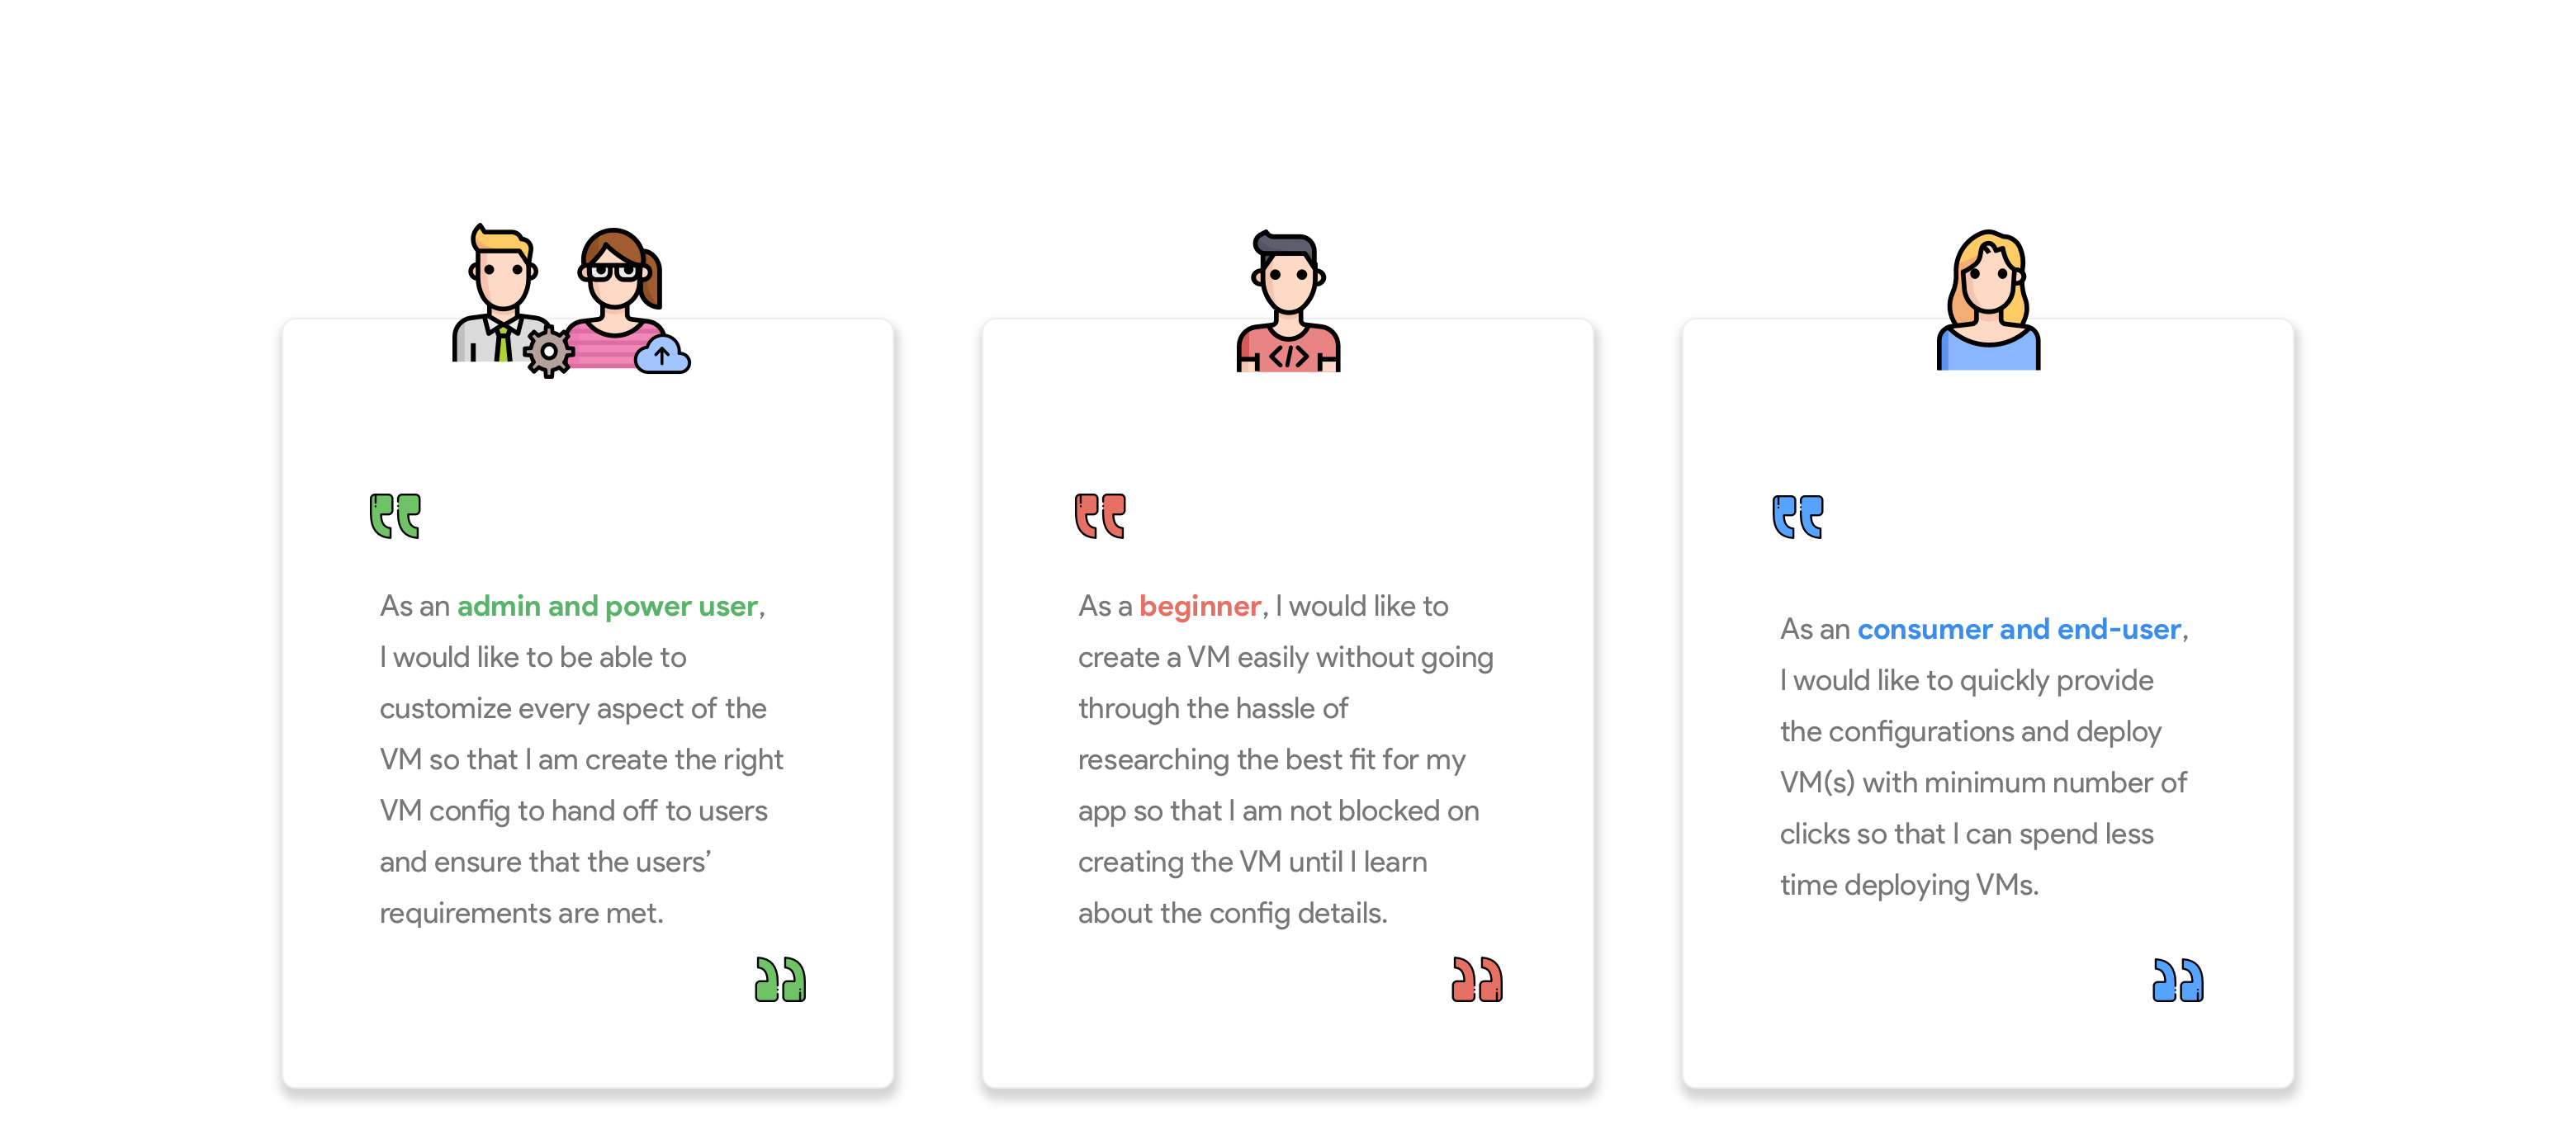 As an admin and power user,
I would like to be able to
customize every aspect of the
VM so that I am create the right
VM config to hand off to users
and ensure that the users’
requirements are met.
As a beginner, I would like to
create a VM easily without going
through the hassle of
researching the best fit for my
app so that I am not blocked on
creating the VM until I learn
about the config details.
As an consumer and end-user,
I would like to quickly provide
the configurations and deploy
VM(s) with minimum number of
clicks so that I can spend less
time deploying VMs.